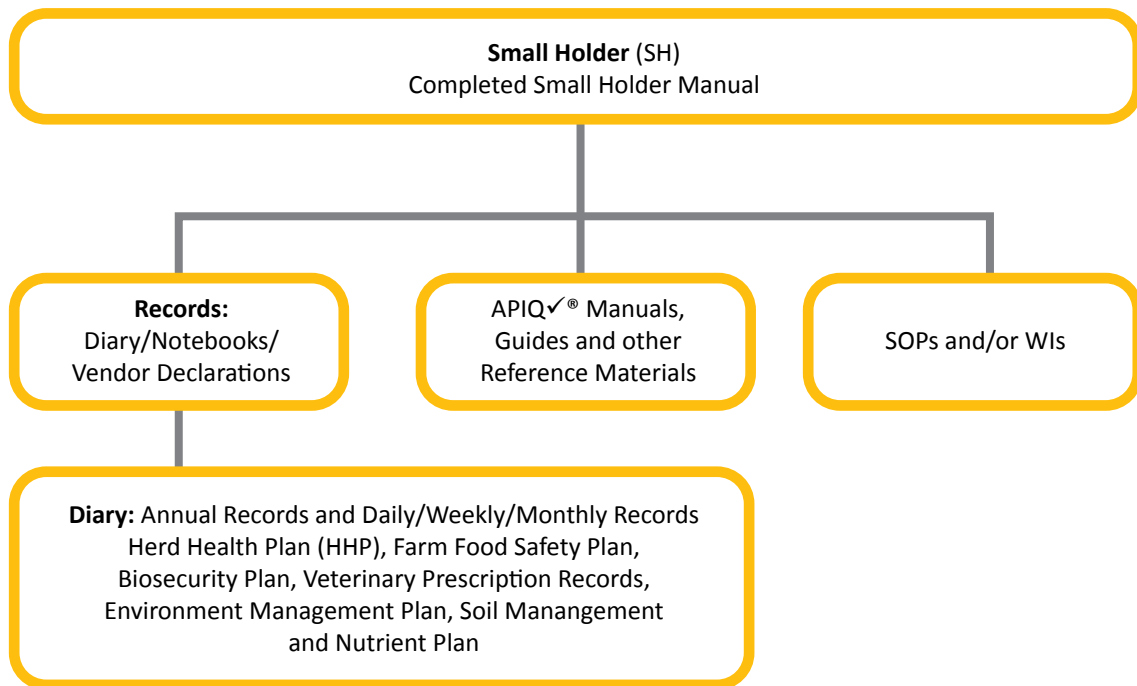 Small Holder (SH)
Completed Small Holder Manual
Records:
Diary/Notebooks/
Vendor Declarations
APIQ✓® Manuals,
Guides and other
Reference Materials
SOPs and/or WIs
Diary: Annual Records and Daily/Weekly/Monthly Records
Herd Health Plan (HHP), Farm Food Safety Plan,
Biosecurity Plan, Veterinary Prescription Records,
Environment Management Plan, Soil Manangement
and Nutrient Plan